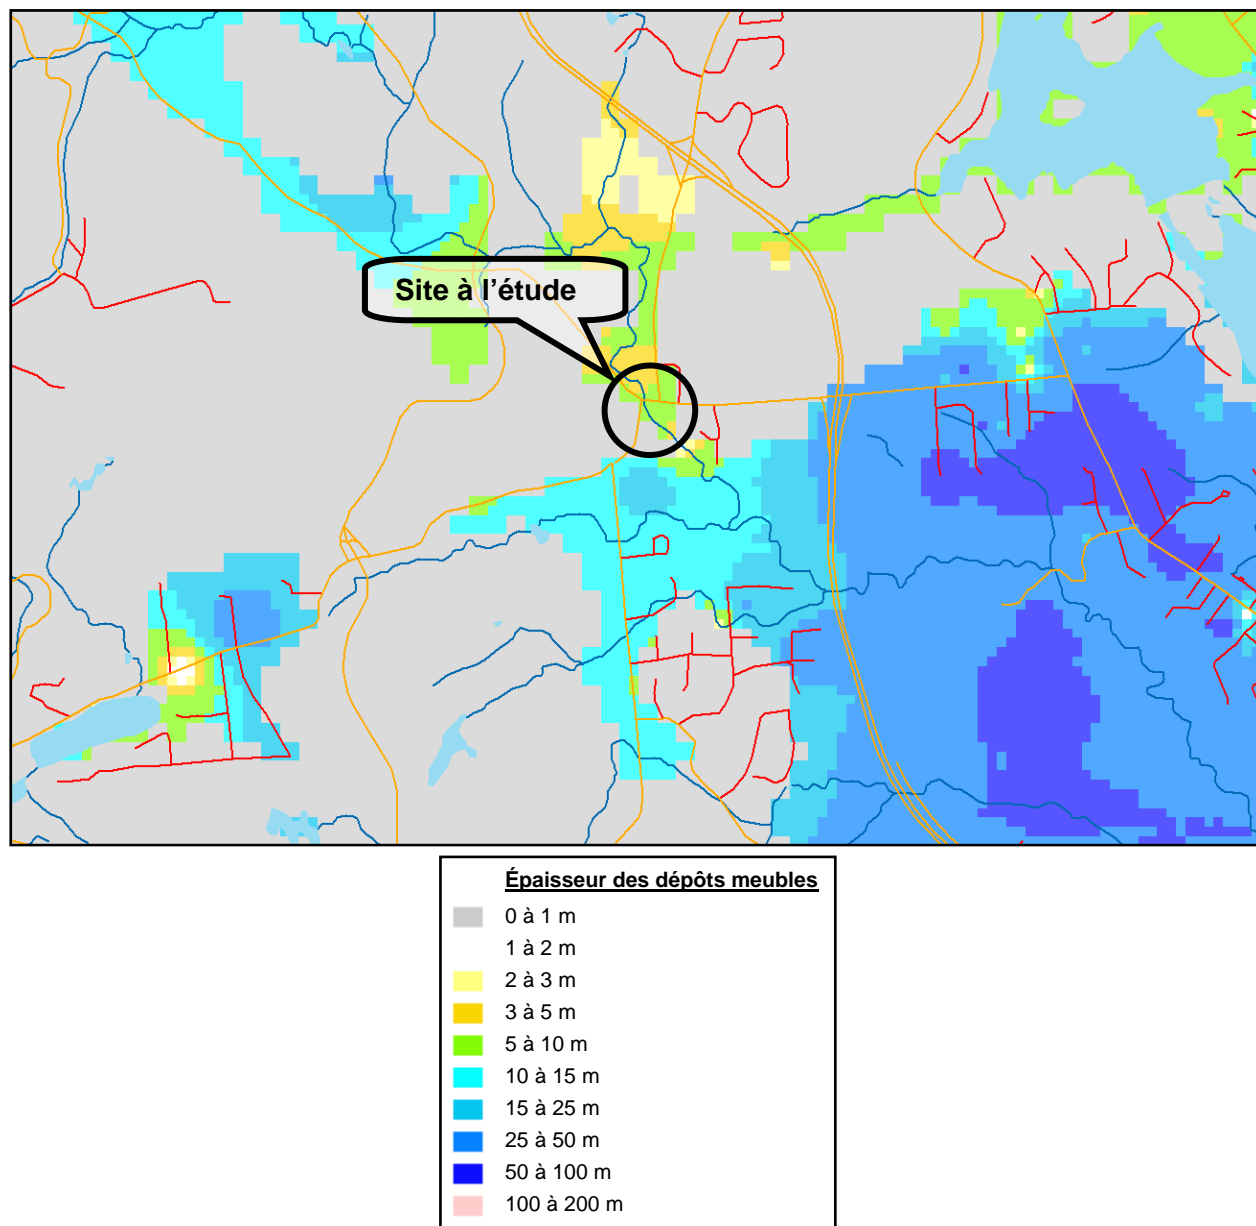 Site à l’étude
Épaisseur des dépôts meubles
0 à 1 m
1 à 2 m
2 à 3 m
3 à 5 m
5 à 10 m
10 à 15 m
15 à 25 m
25 à 50 m
50 à 100 m
100 à 200 m